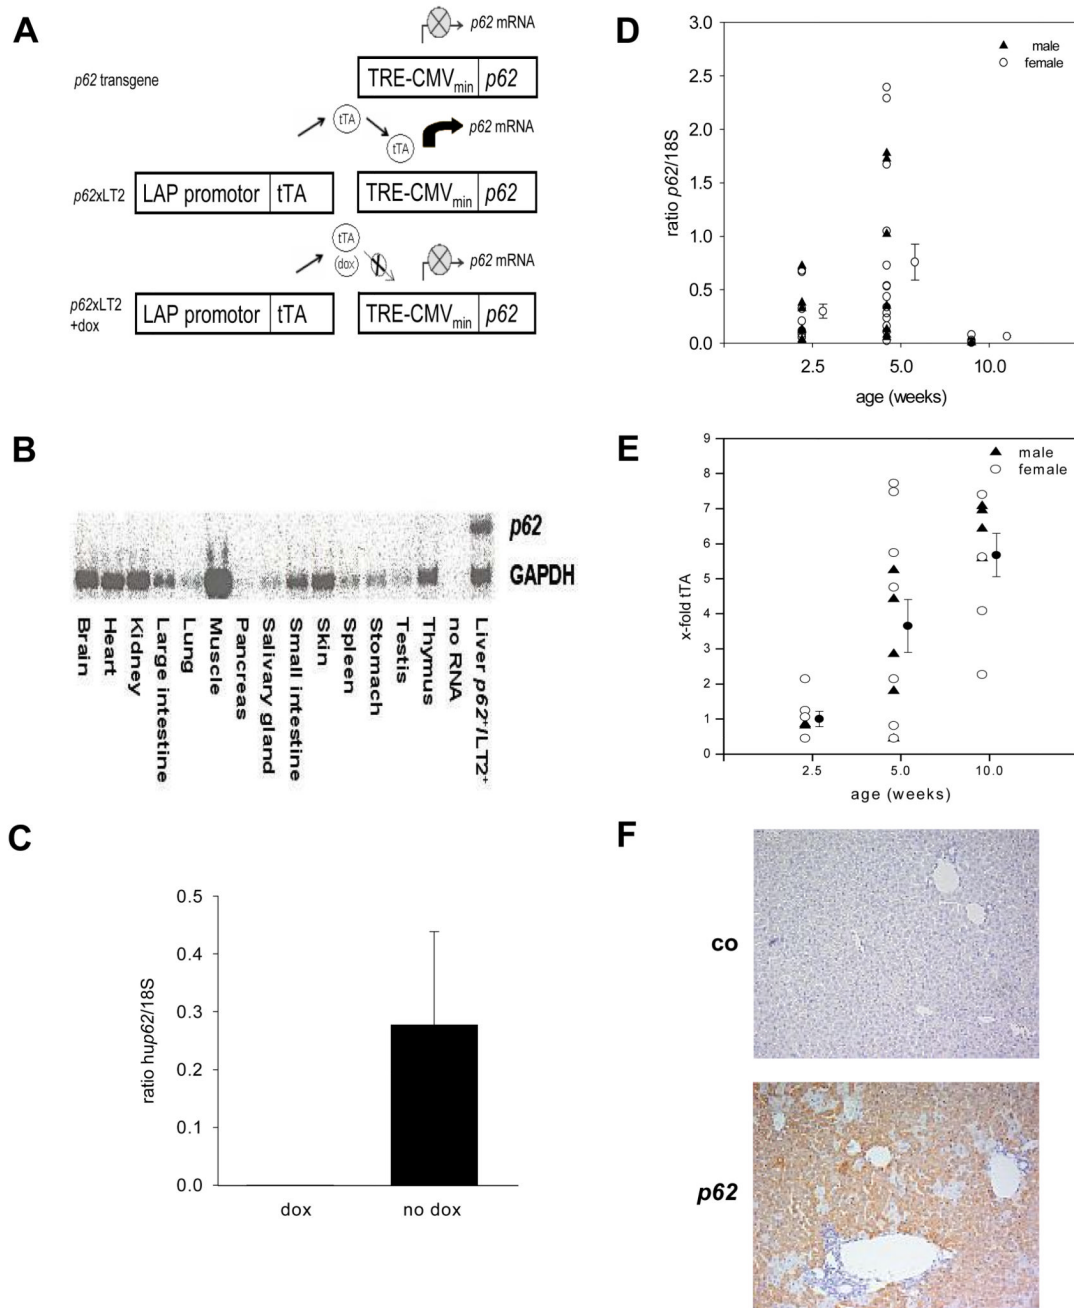 A
p62 mRNA
p62 transgene
TRE-CMVmin p62
tTA
tTA
p62 mRNA
p62xLT2
LAP promotor tTA
TRE-CMVmin p62
tTA
dox
p62 mRNA
p62xLT2
+dox
LAP promotor tTA
TRE-CMVmin p62
B
p62
GAPDH
Brain
Heart
Kidney
Large intestine
Lung
Muscle
Pancreas
Salivary gland
Small intestine
Skin
Spleen
Stomach
Testis
Thymus
no RNA
Liver p62+/LT2+
C
ratio hup62/18S
0.5
0.4
0.3
0.2
0.1
0.0
dox
no dox
D
ratio p62/18S
3.0
2.5
2.0
1.5
1.0
0.5
0.0
male
female
2.5
5.0
10.0
age (weeks)
E
x-fold tTA
9
8
7
6
5
4
3
2
1
0
male
female
2.5
5.0
10.0
age (weeks)
F
co
p62